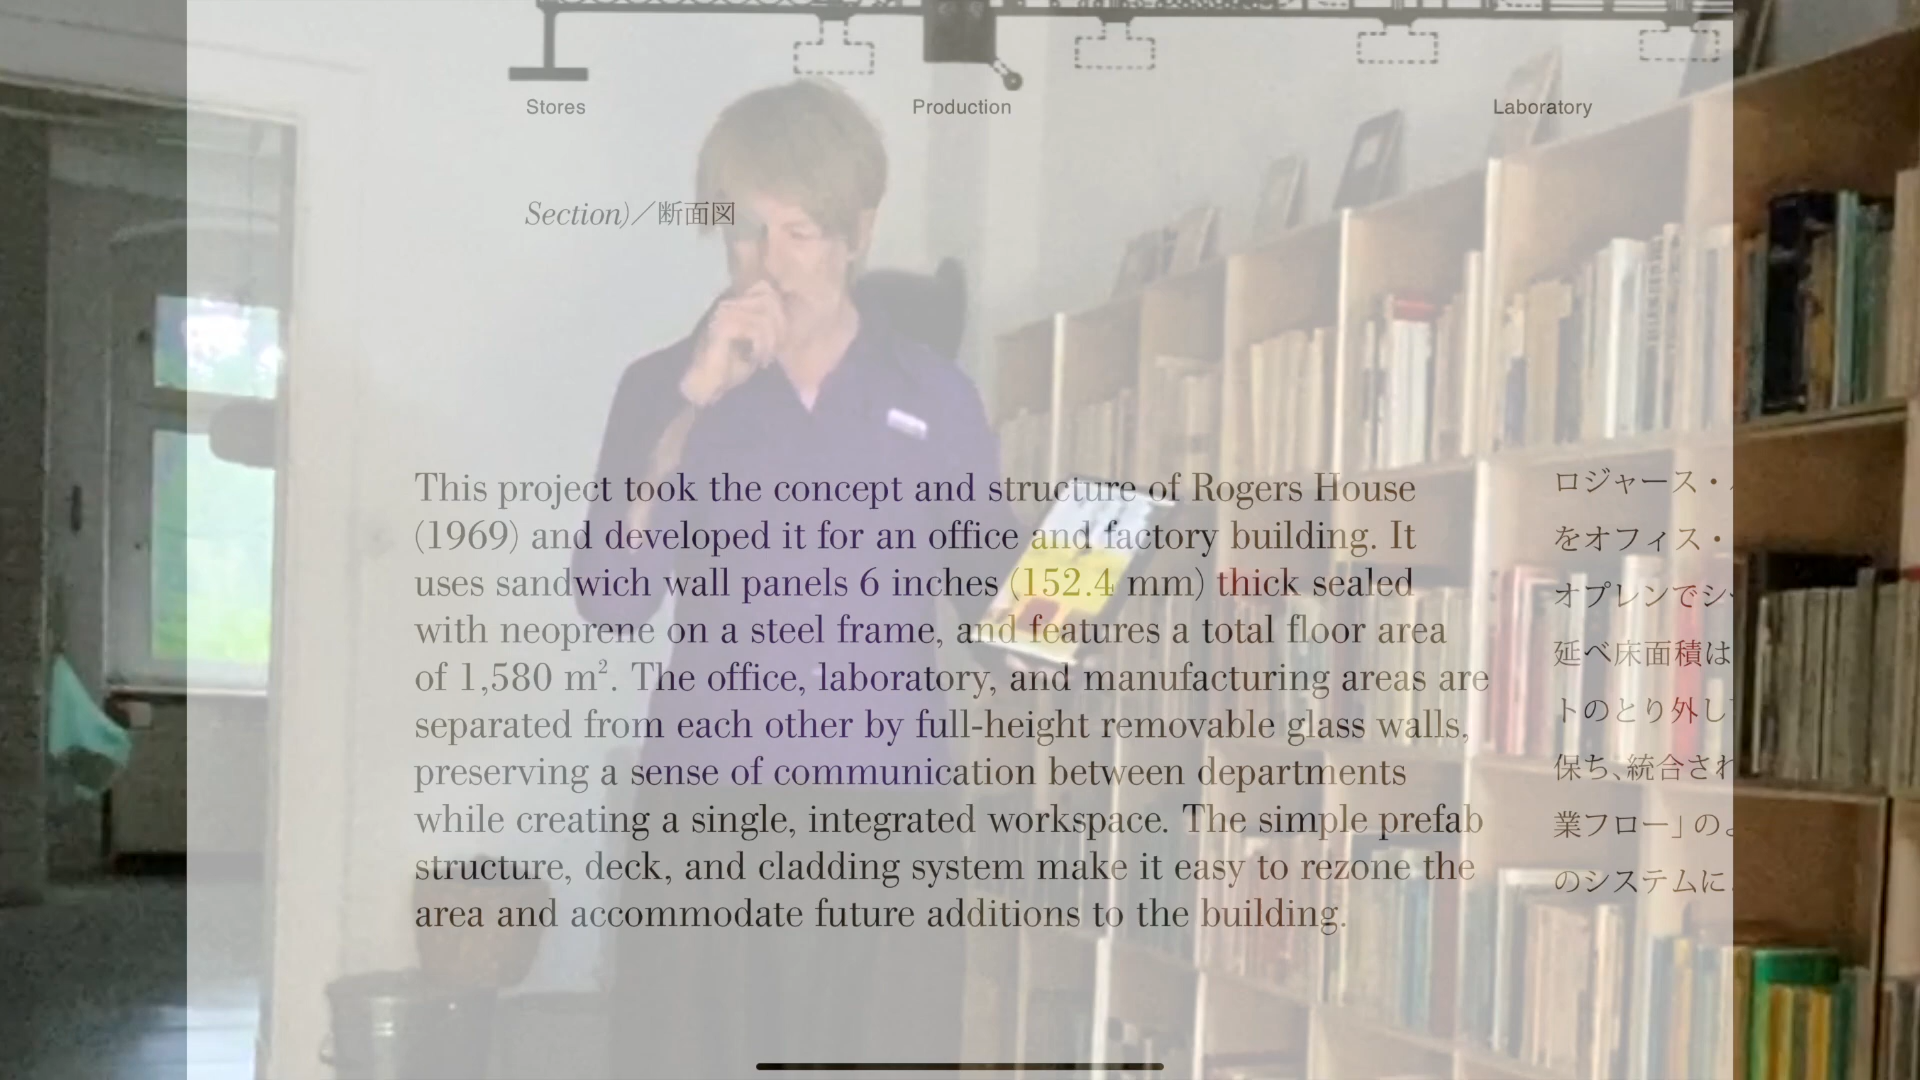 Stores
Production
Laboratory
Section)／断面図
This project took the concept and structure of Rogers House
(1969) and developed it for an office and factory building. It
uses sandwich wall panels 6 inches (152.4 mm) thick sealed
with neoprene on a steel frame, and features a total floor area
of 1,580 m². The office, laboratory, and manufacturing areas are
separated from each other by full-height removable glass walls,
preserving a sense of communication between departments
while creating a single, integrated workspace. The simple prefab
structure, deck, and cladding system make it easy to rezone the
area and accommodate future additions to the building.
ロジャース・
をオフィス・
オプレンでシ
延べ床面積は
トのとり外し
保ち、統合され
業フロー」の
のシステムに